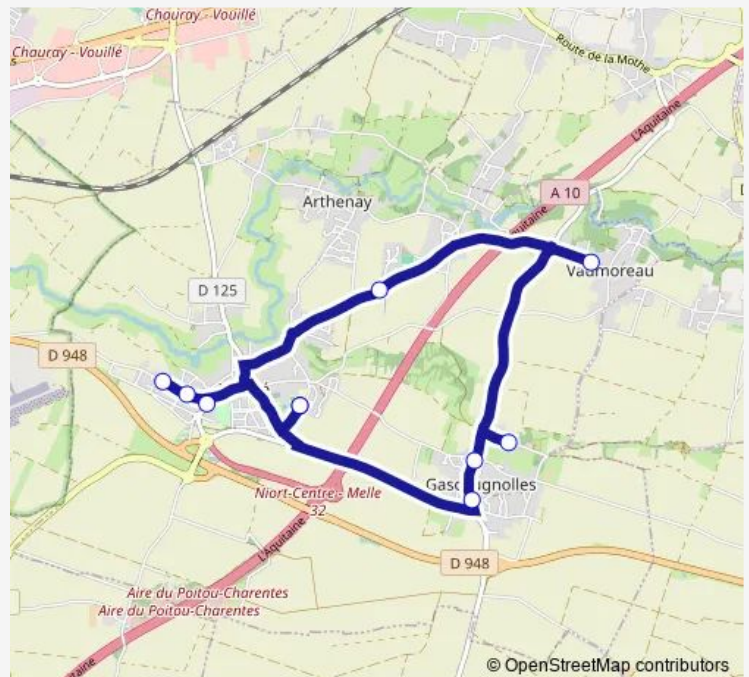 Chauray - Vouillé
Chauray - Vouillé
Route de la Mothe
L'Aquitaine
A 10
Arthenay
Vaumoreau
D 125
D 948
Gascougnolles
Niort-Centre - Melle
32
L'Aquitaine
D 948
Aire du Poitou-Charentes
Aire du Poitou-Charentes
© OpenStreetMap contributors